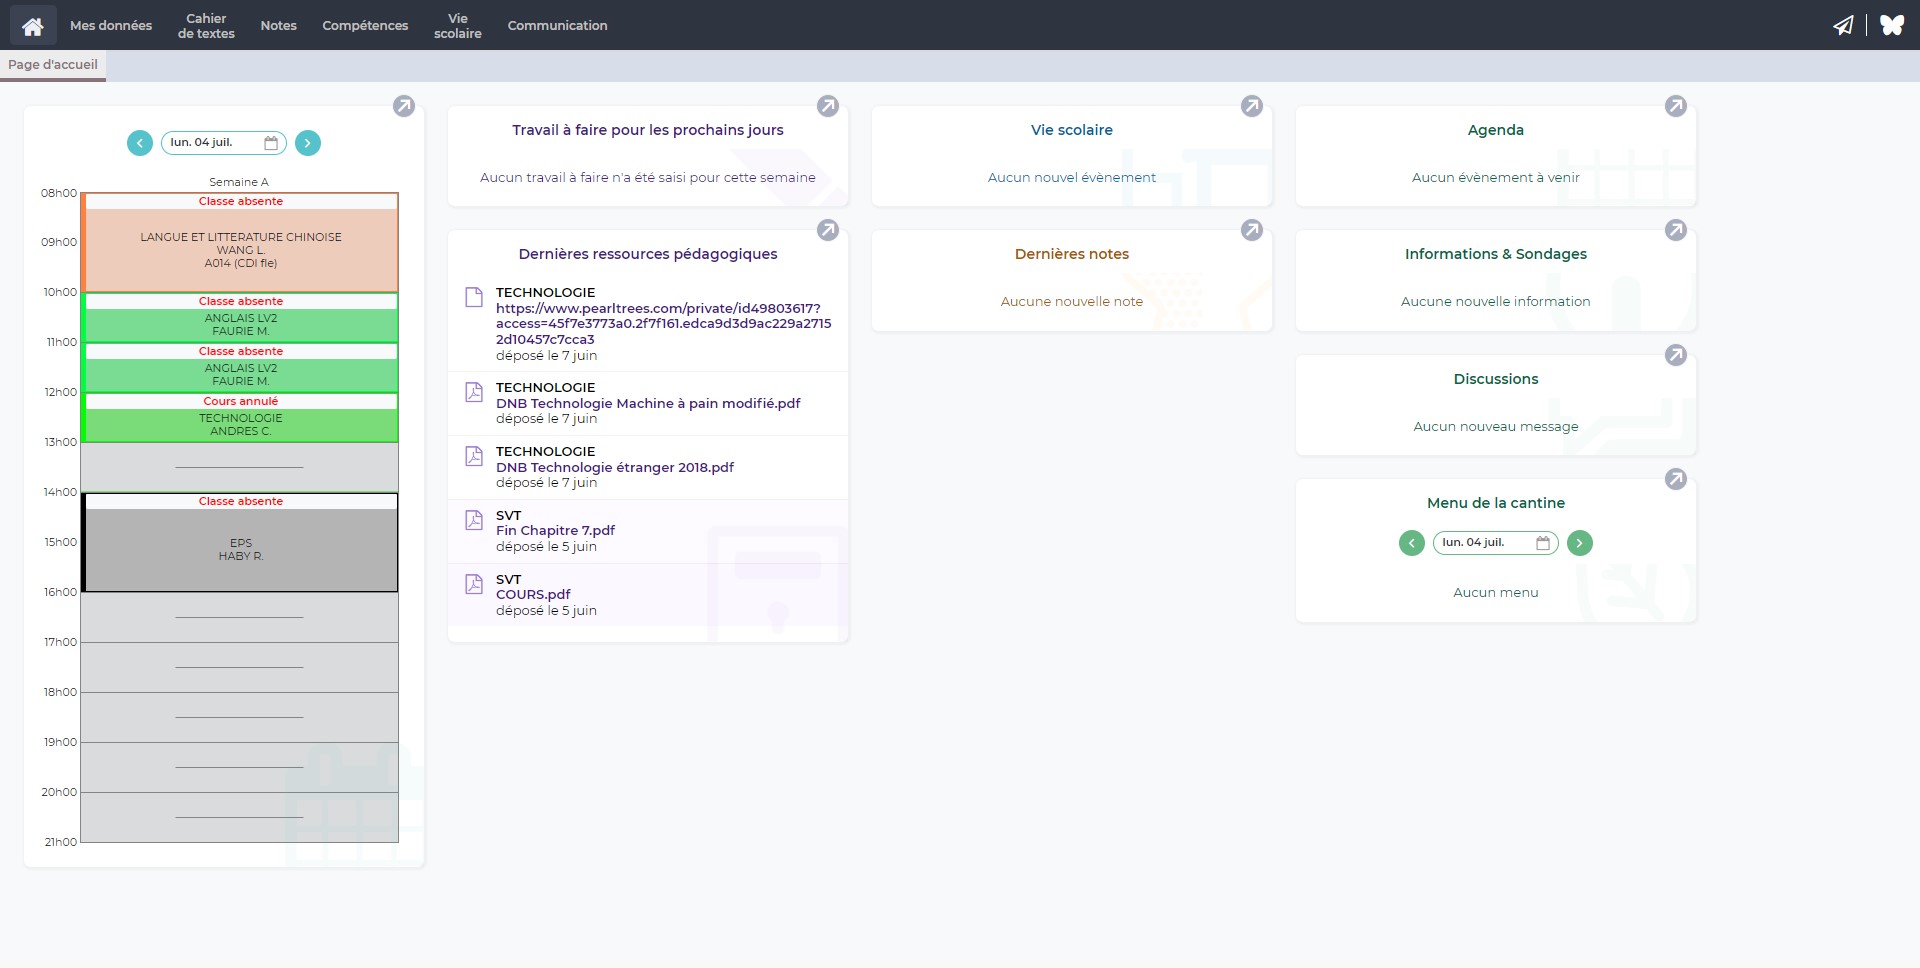 Mes données
Cahier
de textes
Notes
Compétences
Vie
scolaire
Communication
Page d'accueil
lun. 04 juil.
Semaine A
08h00
Classe absente
LANGUE ET LITTERATURE CHINOISE
WANG L.
A014 (CDI fle)
09h00
10h00
Classe absente
ANGLAIS LV2
FAURIE M.
11h00
Classe absente
ANGLAIS LV2
FAURIE M.
12h00
Cours annulé
TECHNOLOGIE
ANDRES C.
13h00
14h00
Classe absente
15h00
EPS
HABY R.
16h00
17h00
18h00
19h00
20h00
21h00
Travail à faire pour les prochains jours
Aucun travail à faire n'a été saisi pour cette semaine
Dernières ressources pédagogiques
TECHNOLOGIE
https://www.pearltrees.com/private/id49803617?
access=45f7e3773a0.2f7f161.edca9d3d9ac229a2715
2d10457c7cca3
déposé le 7 juin
TECHNOLOGIE
DNB Technologie Machine à pain modifié.pdf
déposé le 7 juin
TECHNOLOGIE
DNB Technologie étranger 2018.pdf
déposé le 7 juin
SVT
Fin Chapitre 7.pdf
déposé le 5 juin
SVT
COURS.pdf
déposé le 5 juin
Vie scolaire
Aucun nouvel évènement
Dernières notes
Aucune nouvelle note
Agenda
Aucun évènement à venir
Informations & Sondages
Aucune nouvelle information
Discussions
Aucun nouveau message
Menu de la cantine
lun. 04 juil.
Aucun menu